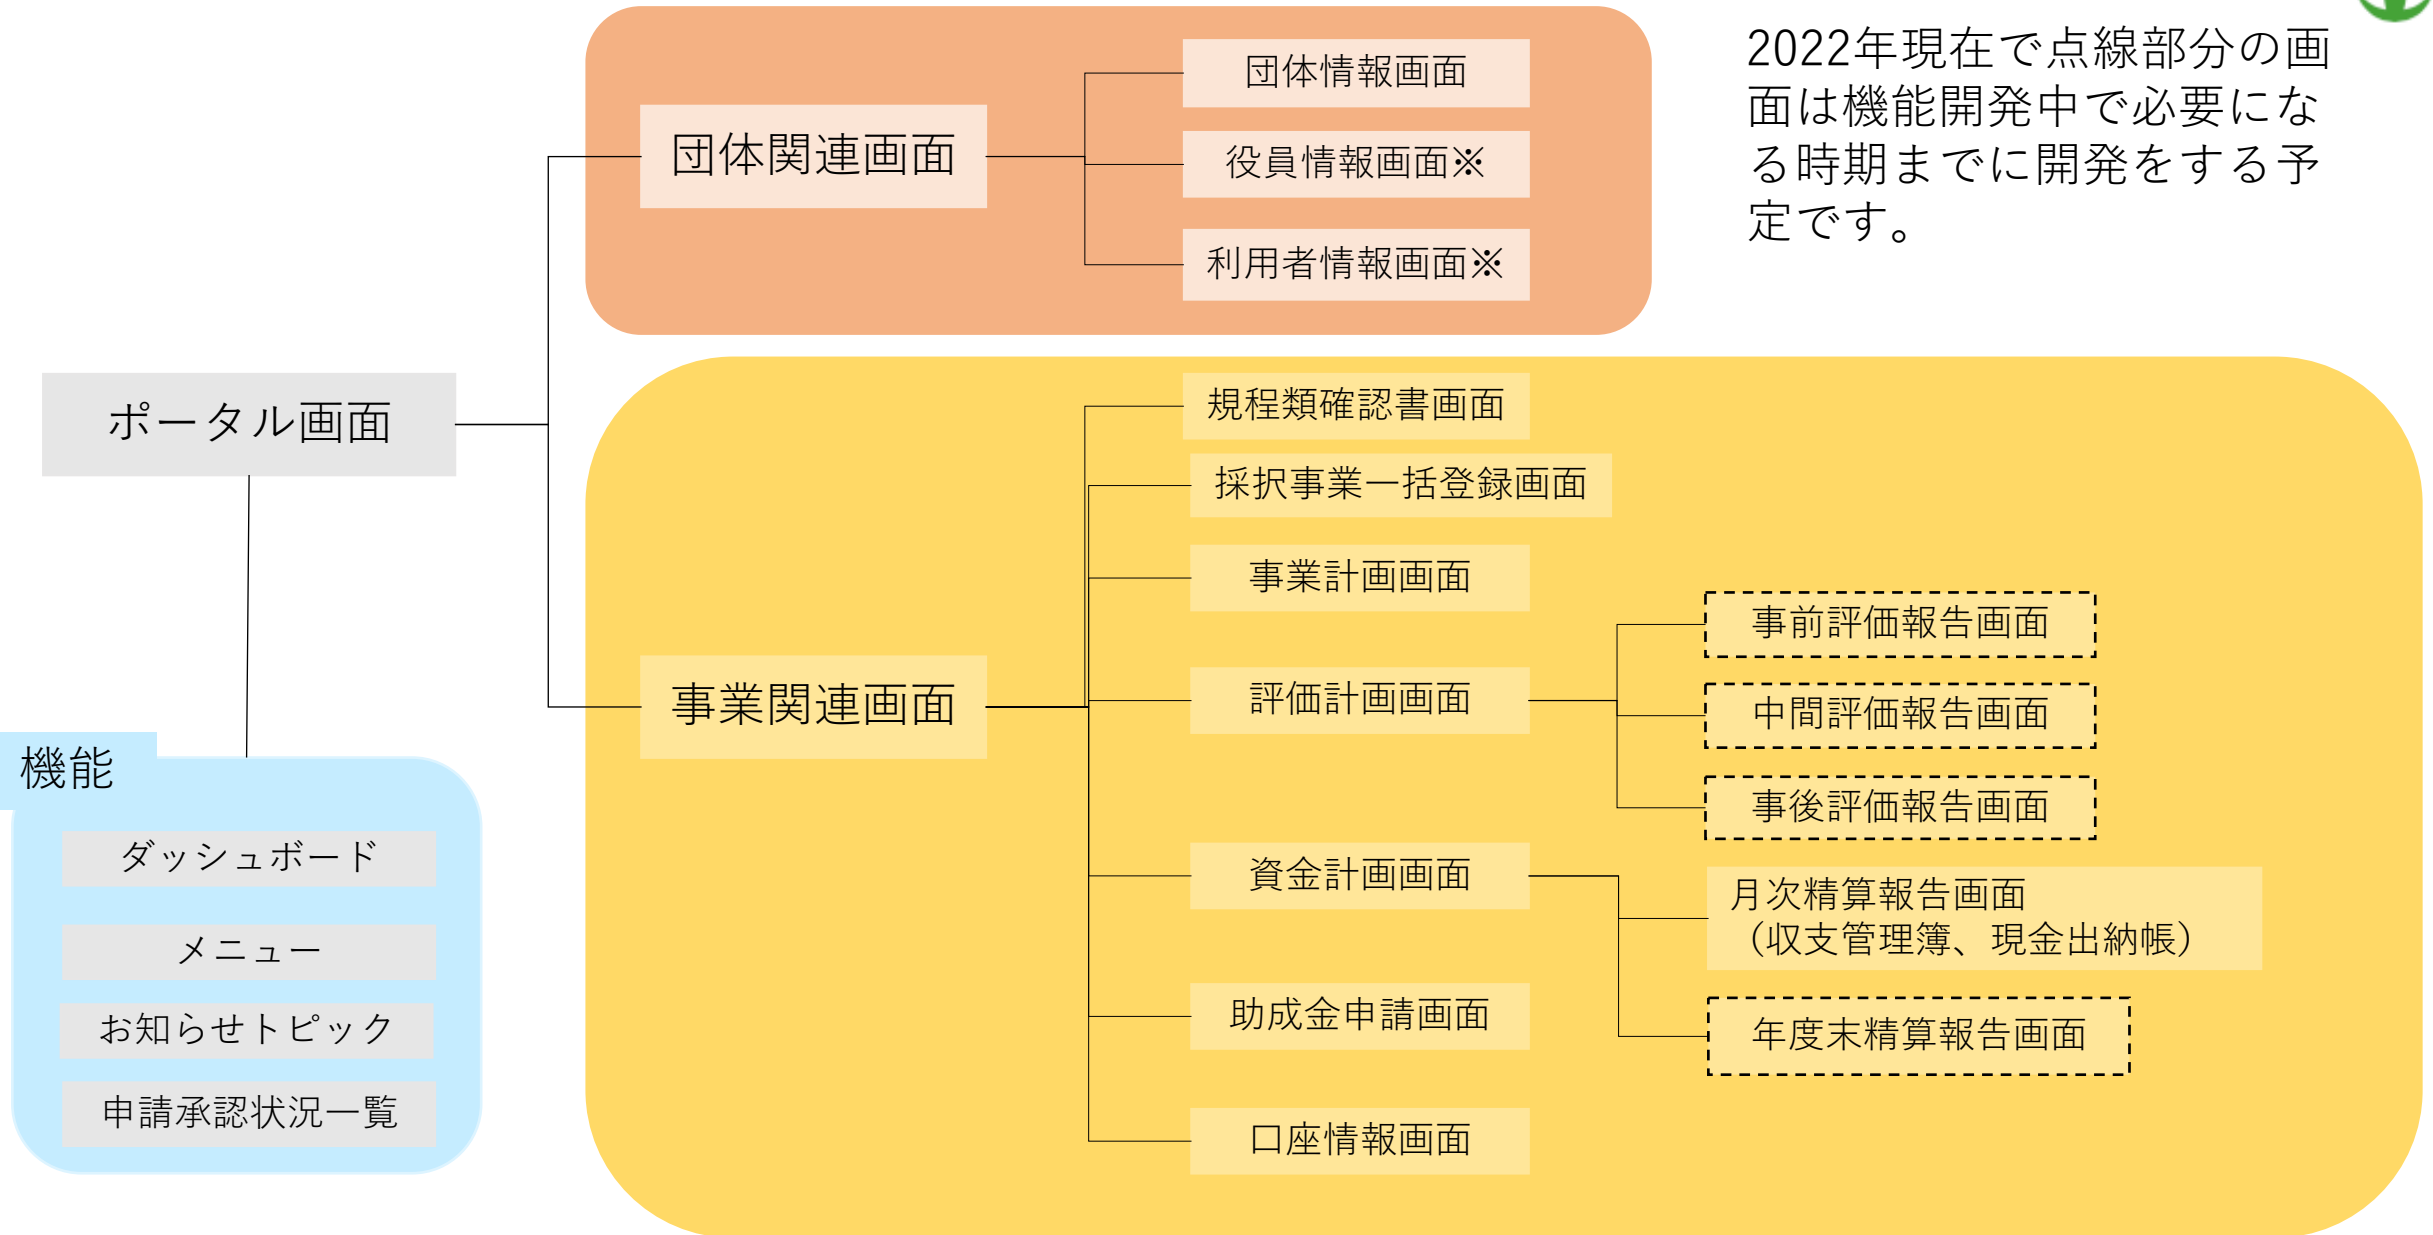 2022年現在で点線部分の画
面は機能開発中で必要にな
る時期までに開発をする予
定です。
団体関連画面
団体情報画面
役員情報画面※
利用者情報画面※
ポータル画面
機能
ダッシュボード
メニュー
お知らせトピック
申請承認状況一覧
事業関連画面
規程類確認書画面
採択事業一括登録画面
事業計画画面
評価計画画面
事前評価報告画面
中間評価報告画面
事後評価報告画面
資金計画画面
月次精算報告画面
（収支管理簿、現金出納帳）
年度末精算報告画面
助成金申請画面
口座情報画面